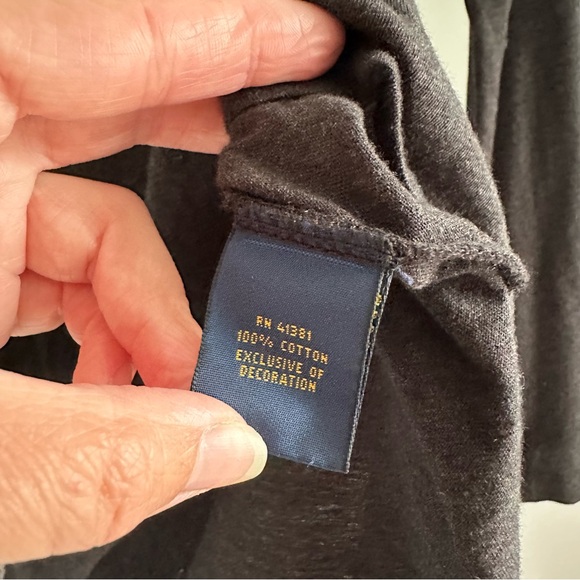 RN 41381
100% COTTON
EXCLUSIVE OF
DECORATION